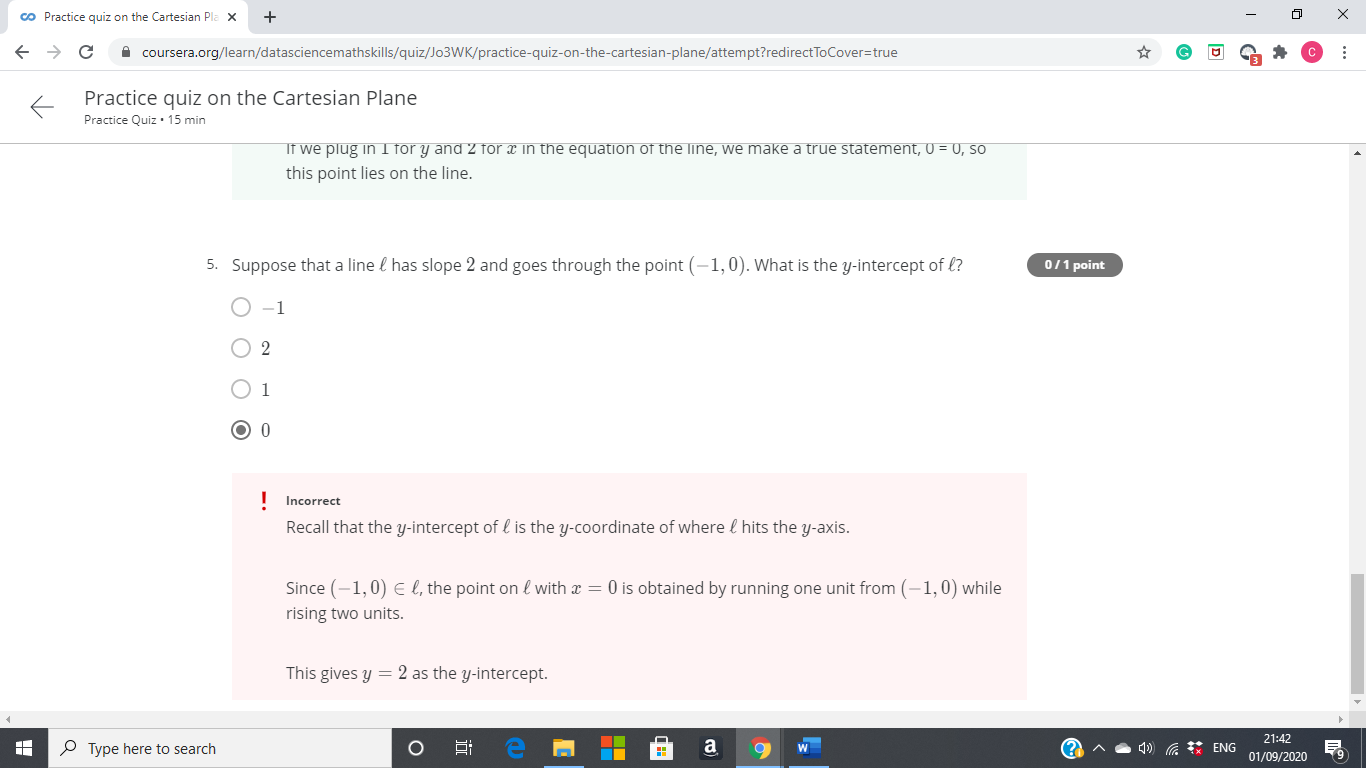 Practice quiz on the Cartesian Pla
coursera.org/learn/datasciencemathskills/quiz/Jo3WK/practice-quiz-on-the-cartesian-plane/attempt?redirectToCover=true
G
3
C
Practice quiz on the Cartesian Plane
Practice Quiz • 15 min
If we plug in 1 for y and 2 for x in the equation of the line, we make a true statement, 0 = 0, so
this point lies on the line.
5. Suppose that a line ℓ has slope 2 and goes through the point (−1, 0). What is the y-intercept of ℓ?
0 / 1 point
−1
2
1
0
! Incorrect
Recall that the y-intercept of ℓ is the y-coordinate of where ℓ hits the y-axis.
Since (−1, 0) ∈ ℓ, the point on ℓ with x = 0 is obtained by running one unit from (−1, 0) while
rising two units.
This gives y = 2 as the y-intercept.
Type here to search
e
a
W
?
ENG
21:42
01/09/2020
9